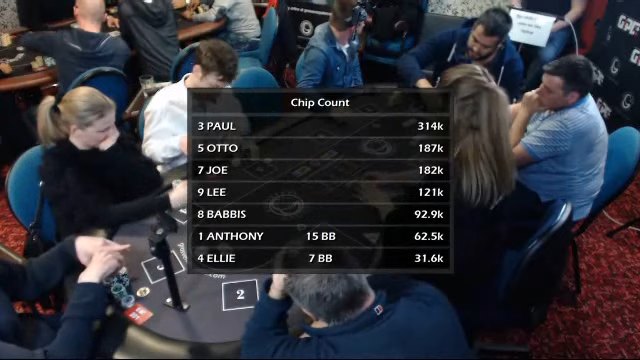 Chip Count
3 PAUL 314k
5 OTTO 187k
7 JOE 182k
9 LEE 121k
8 BABBIS 92.9k
1 ANTHONY 15 BB 62.5k
4 ELLIE 7 BB 31.6k
2